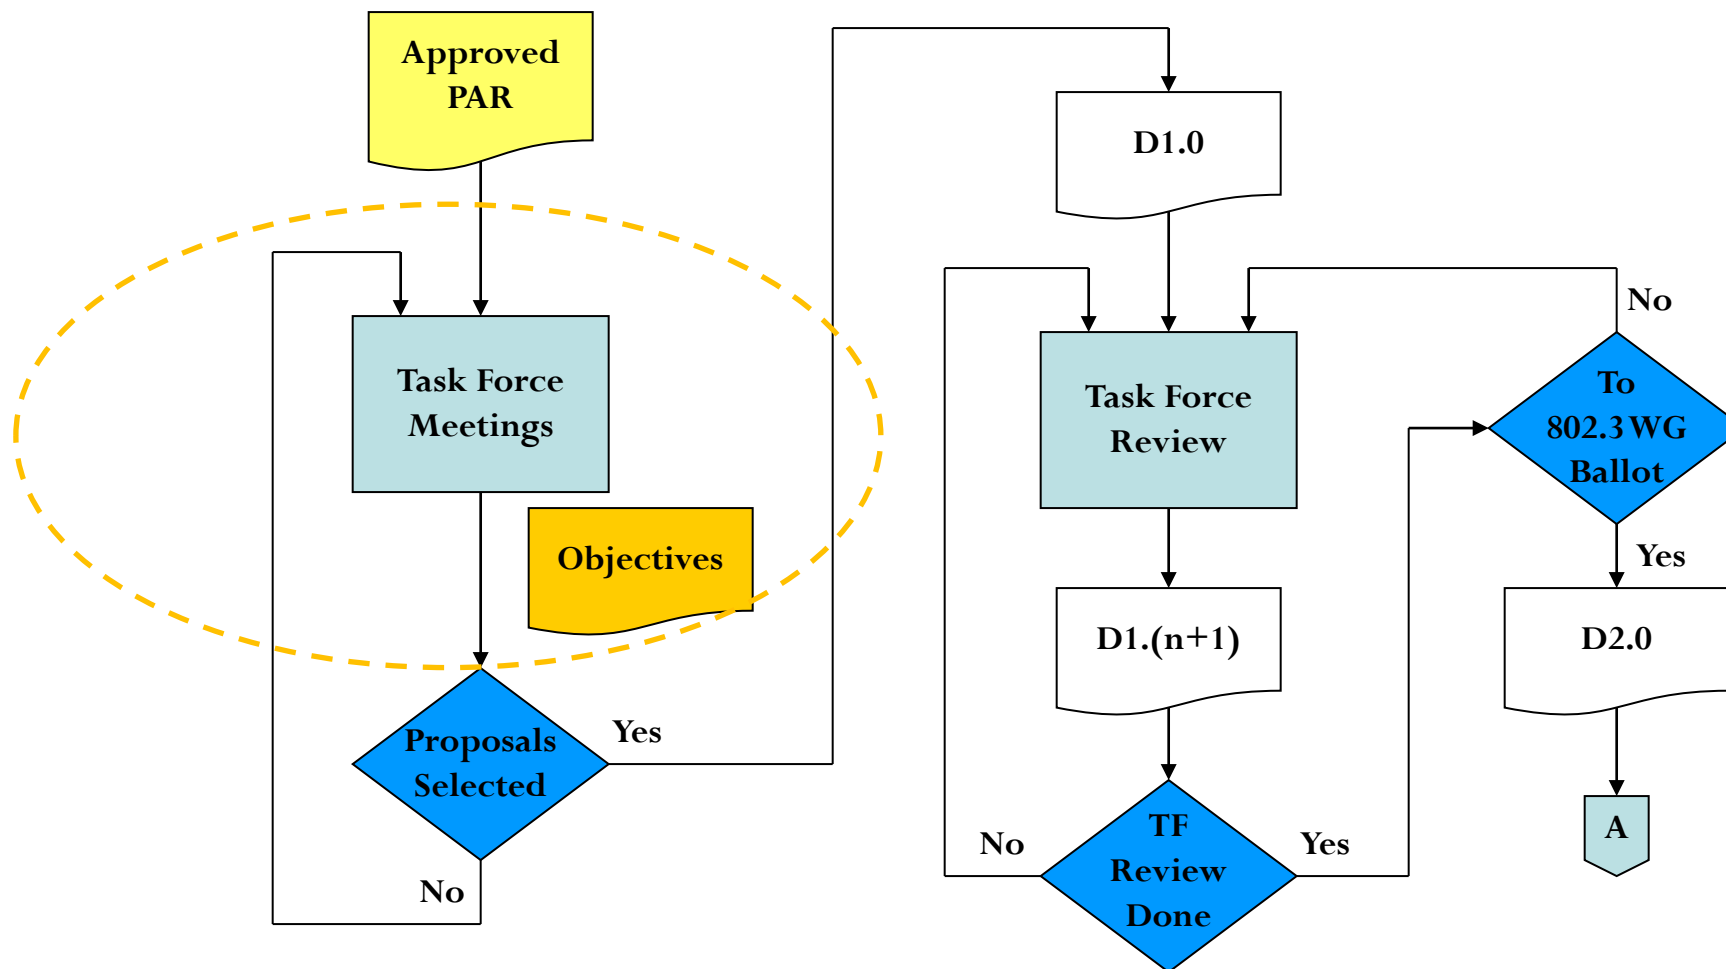 Approved
PAR
Task Force
Meetings
Objectives
Proposals
Selected
Yes
No
D1.0
Task Force
Review
D1.(n+1)
TF
Review
Done
No
Yes
To
802.3 WG
Ballot
No
Yes
D2.0
A